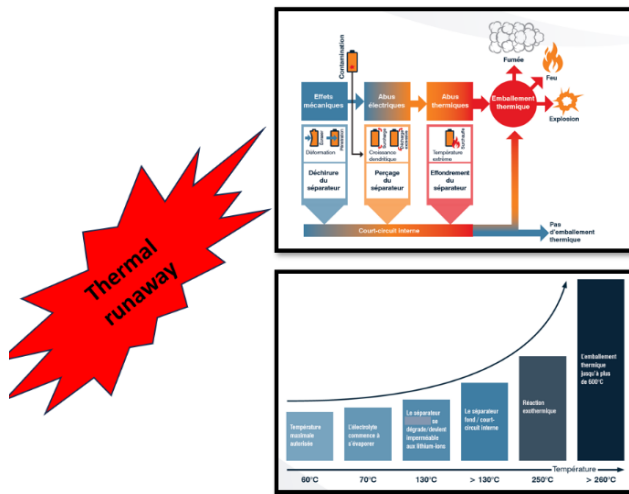 Thermal
runaway
Contamination
Fumée
Feu
Explosion
Effets
mécaniques
Abus
électriques
Abus
thermiques
Emballement
thermique
Déformation
Croissance
dendritique
Température
extrême
Déchirure
du
séparateur
Perçage
du
séparateur
Effondrement
du
séparateur
Court-circuit interne
Pas
d'emballement
thermique
Température
maximale
autorisée
L'électrolyte
commence à
s'évaporer
Le séparateur
se
dégrade/devient
imperméable
aux lithium-ions
Le séparateur
fond / court-
circuit interne
Réaction
exothermique
L'emballement
thermique
jusqu'à plus
de 600°C
Température
60°C
70°C
130°C
> 130°C
250°C
> 260°C